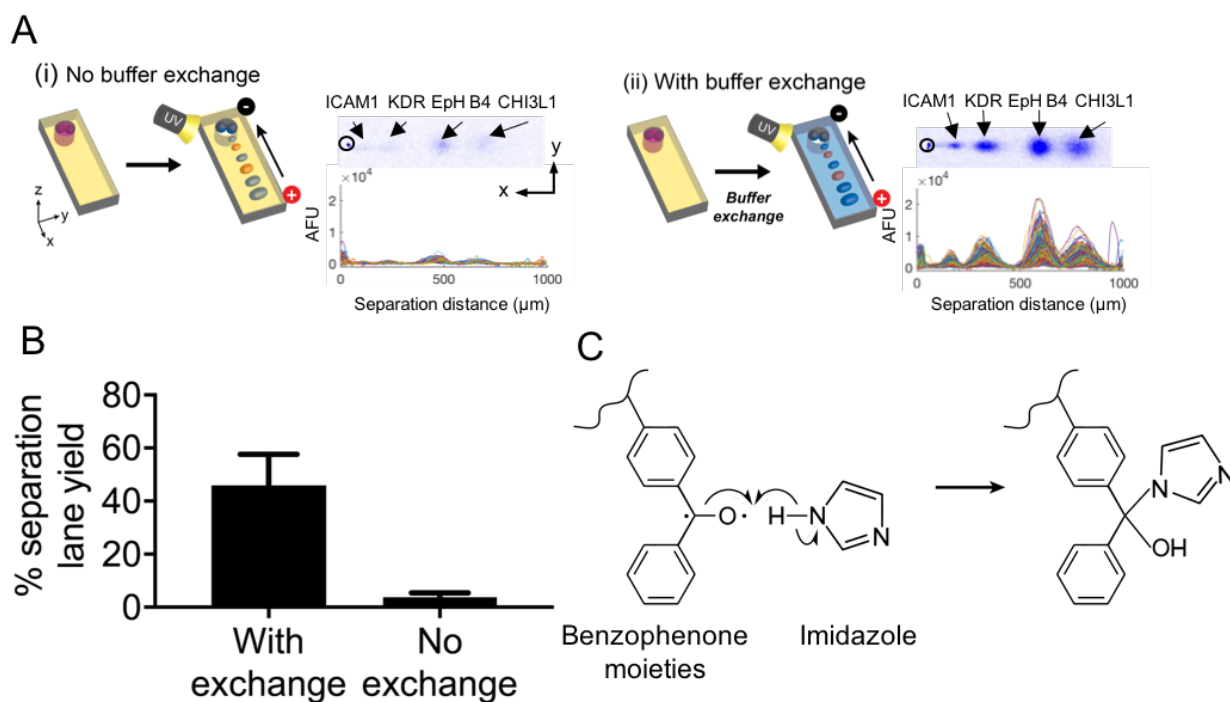 A
(i) No buffer exchange
UV
-
+
z
y
x
ICAM1 KDR EpH B4 CHI3L1
y
x
×10⁴
2
1
0
AFU
0 500 1000
Separation distance (µm)
(ii) With buffer exchange
Buffer
exchange
UV
-
+
ICAM1 KDR EpH B4 CHI3L1
×10⁴
2
1
0
AFU
0 500 1000
Separation distance (µm)
B
% separation
lane yield
80
60
40
20
0
With
exchange
No
exchange
C
O
H
N
N
N
N
OH
Benzophenone
moieties
Imidazole